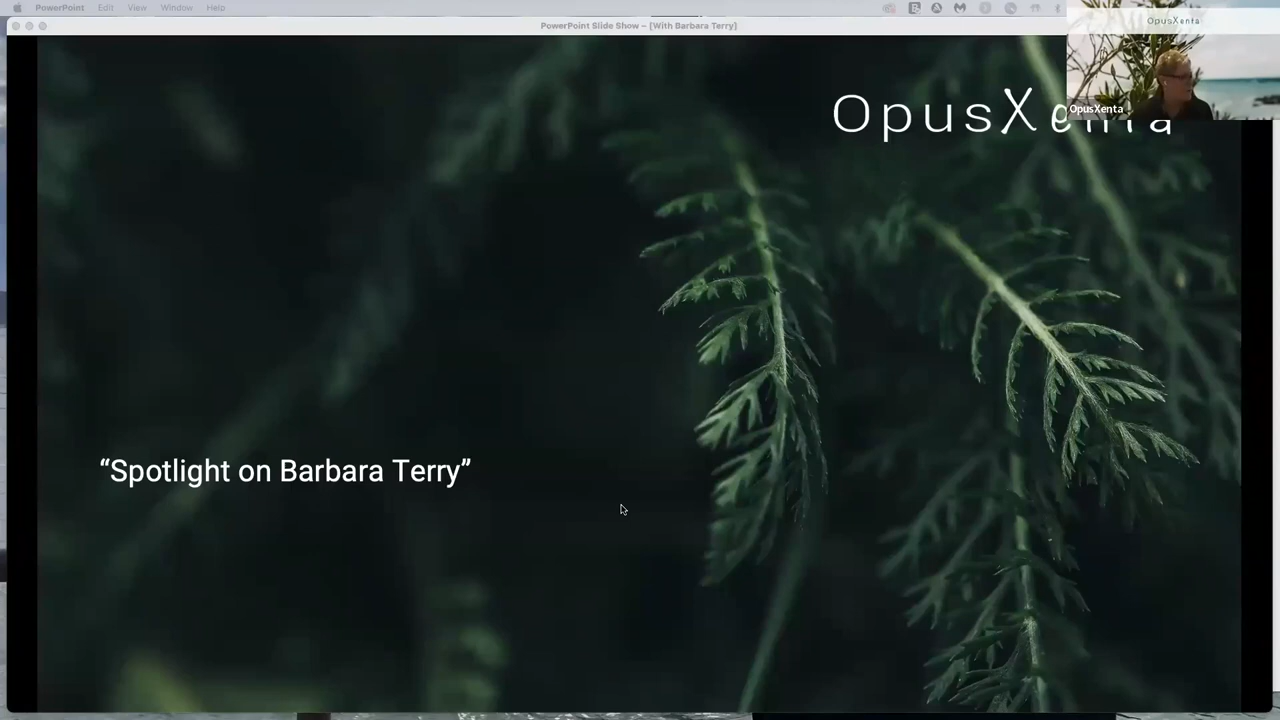 PowerPoint Edit View Window Help
PowerPoint Slide Show – [With Barbara Terry]
OpusXenta
OpusXenta
OpusXenta
“Spotlight on Barbara Terry”